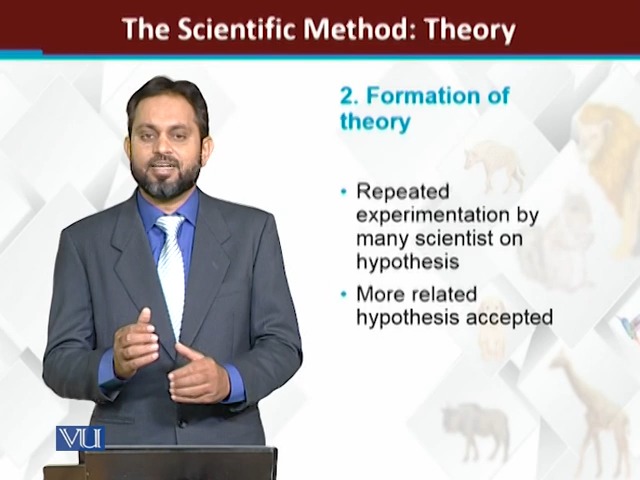 The Scientific Method: Theory
2. Formation of
theory
• Repeated
experimentation by
many scientist on
hypothesis
• More related
hypothesis accepted
VU